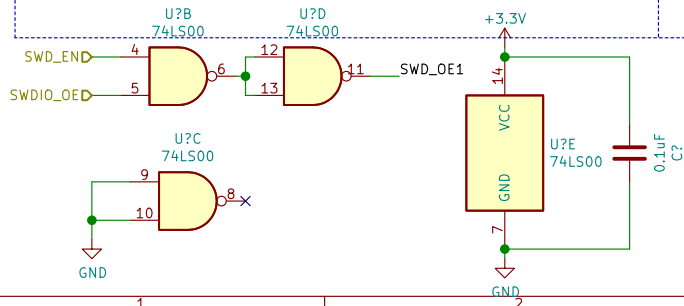 U?B
74LS00
SWD_EN
4
5
6
SWDIO_OE
U?D
74LS00
12
13
11
SWD_OE1
U?C
74LS00
9
10
8
GND
+3.3V
14
VCC
GND
7
U?E
74LS00
0.1uF
C?
GND
1
2